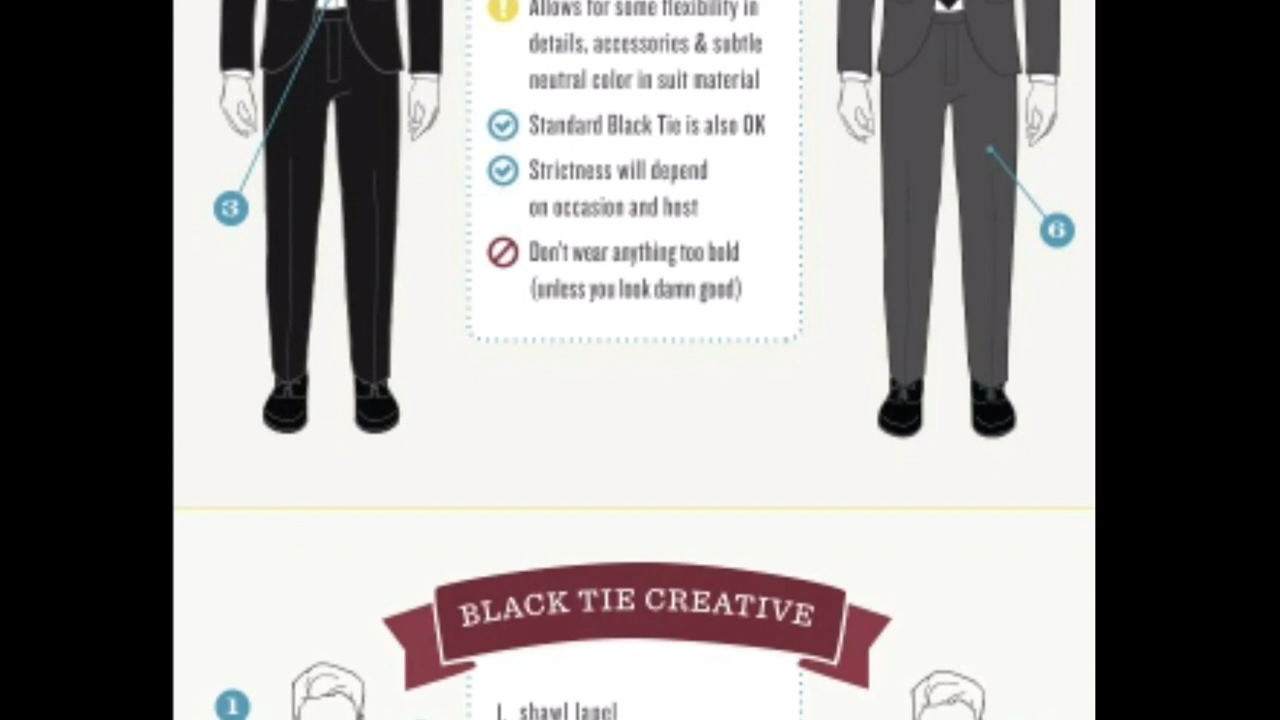 Allows for some flexibility in
details, accessories & subtle
neutral color in suit material
Standard Black Tie is also OK
Strictness will depend
on occasion and host
Don't wear anything too bold
(unless you look damn good)
3
6
BLACK TIE CREATIVE
1
1. shawl lapel